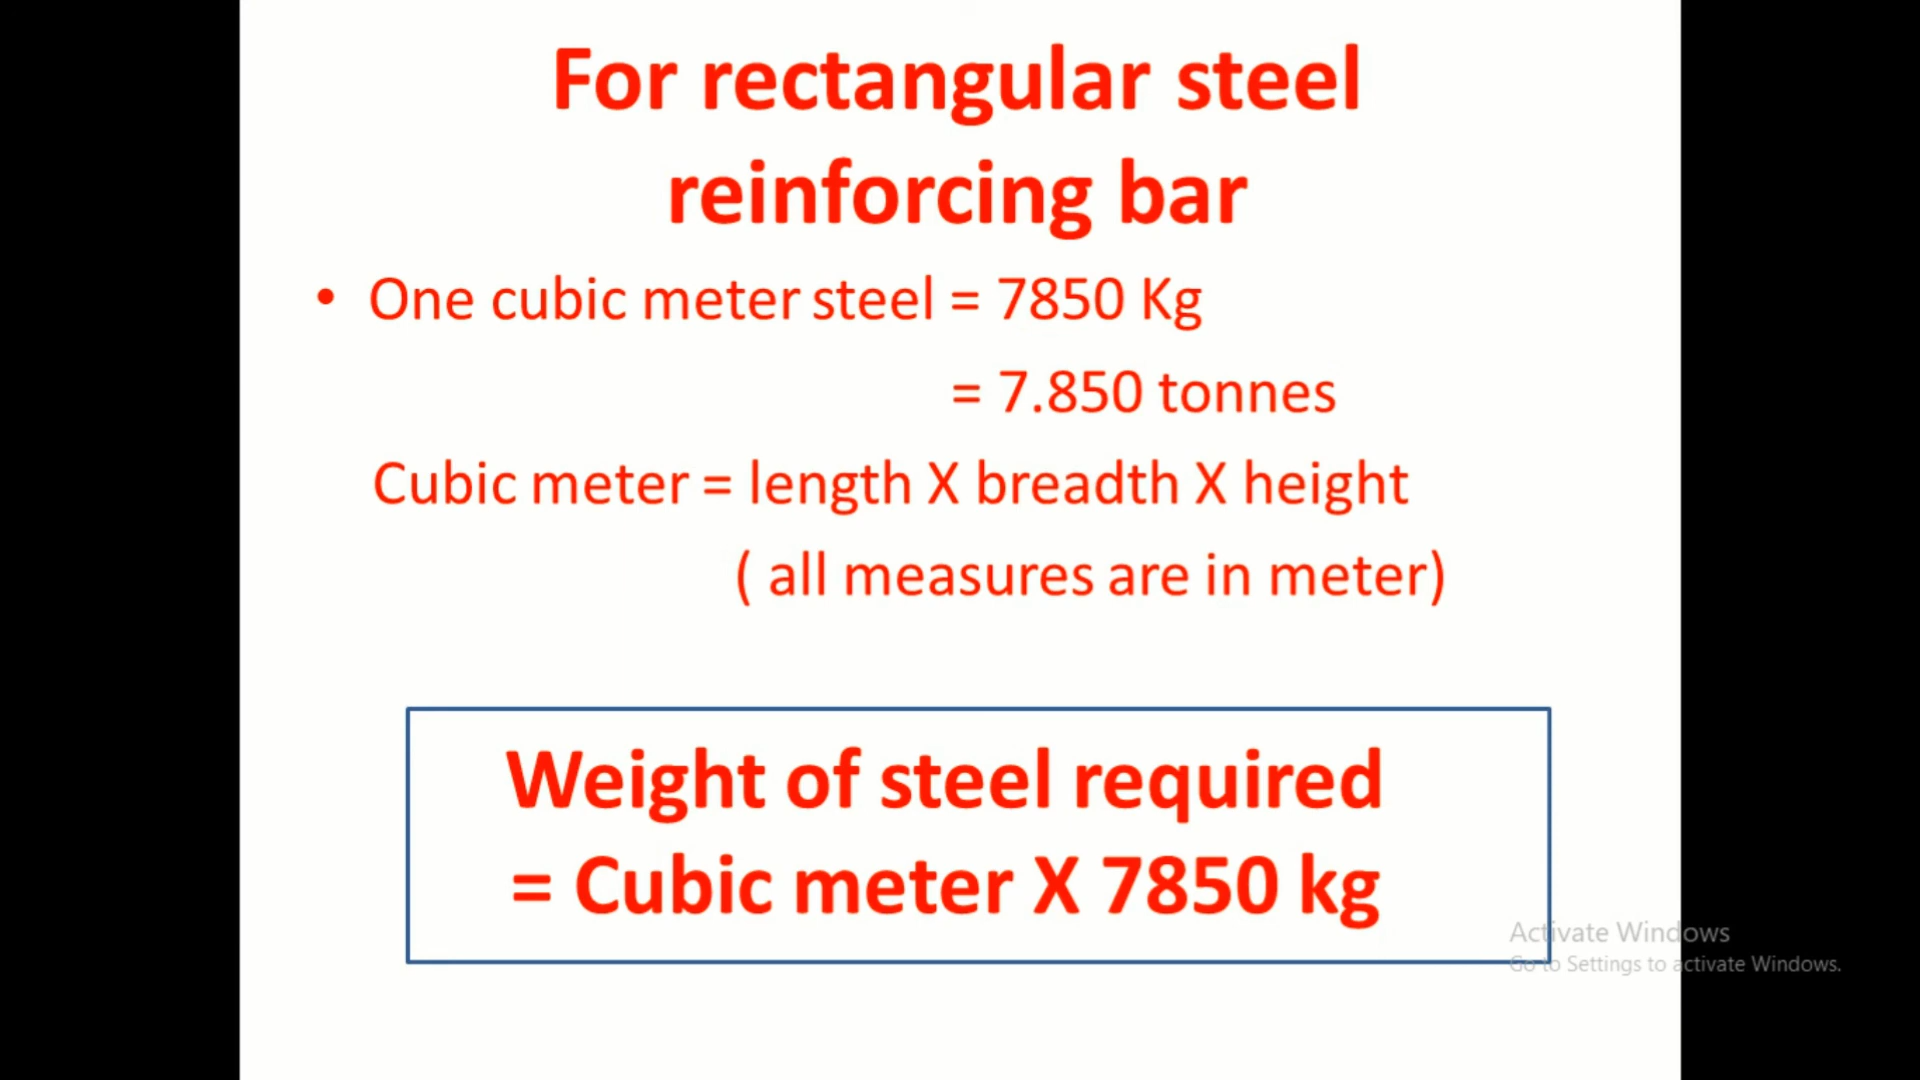 For rectangular steel
reinforcing bar
• One cubic meter steel = 7850 Kg
= 7.850 tonnes
Cubic meter = length X breadth X height
( all measures are in meter)
Weight of steel required
= Cubic meter X 7850 kg
Activate Windows
Go to Settings to activate Windows.